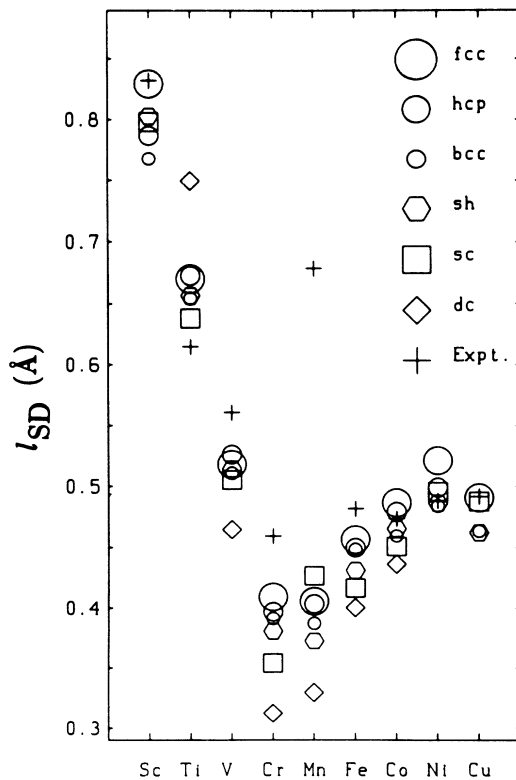 fcc
hcp
bcc
sh
sc
dc
Expt.
l SD (Å)
0.8
0.7
0.6
0.5
0.4
0.3
Sc Ti V Cr Mn Fe Co Ni Cu